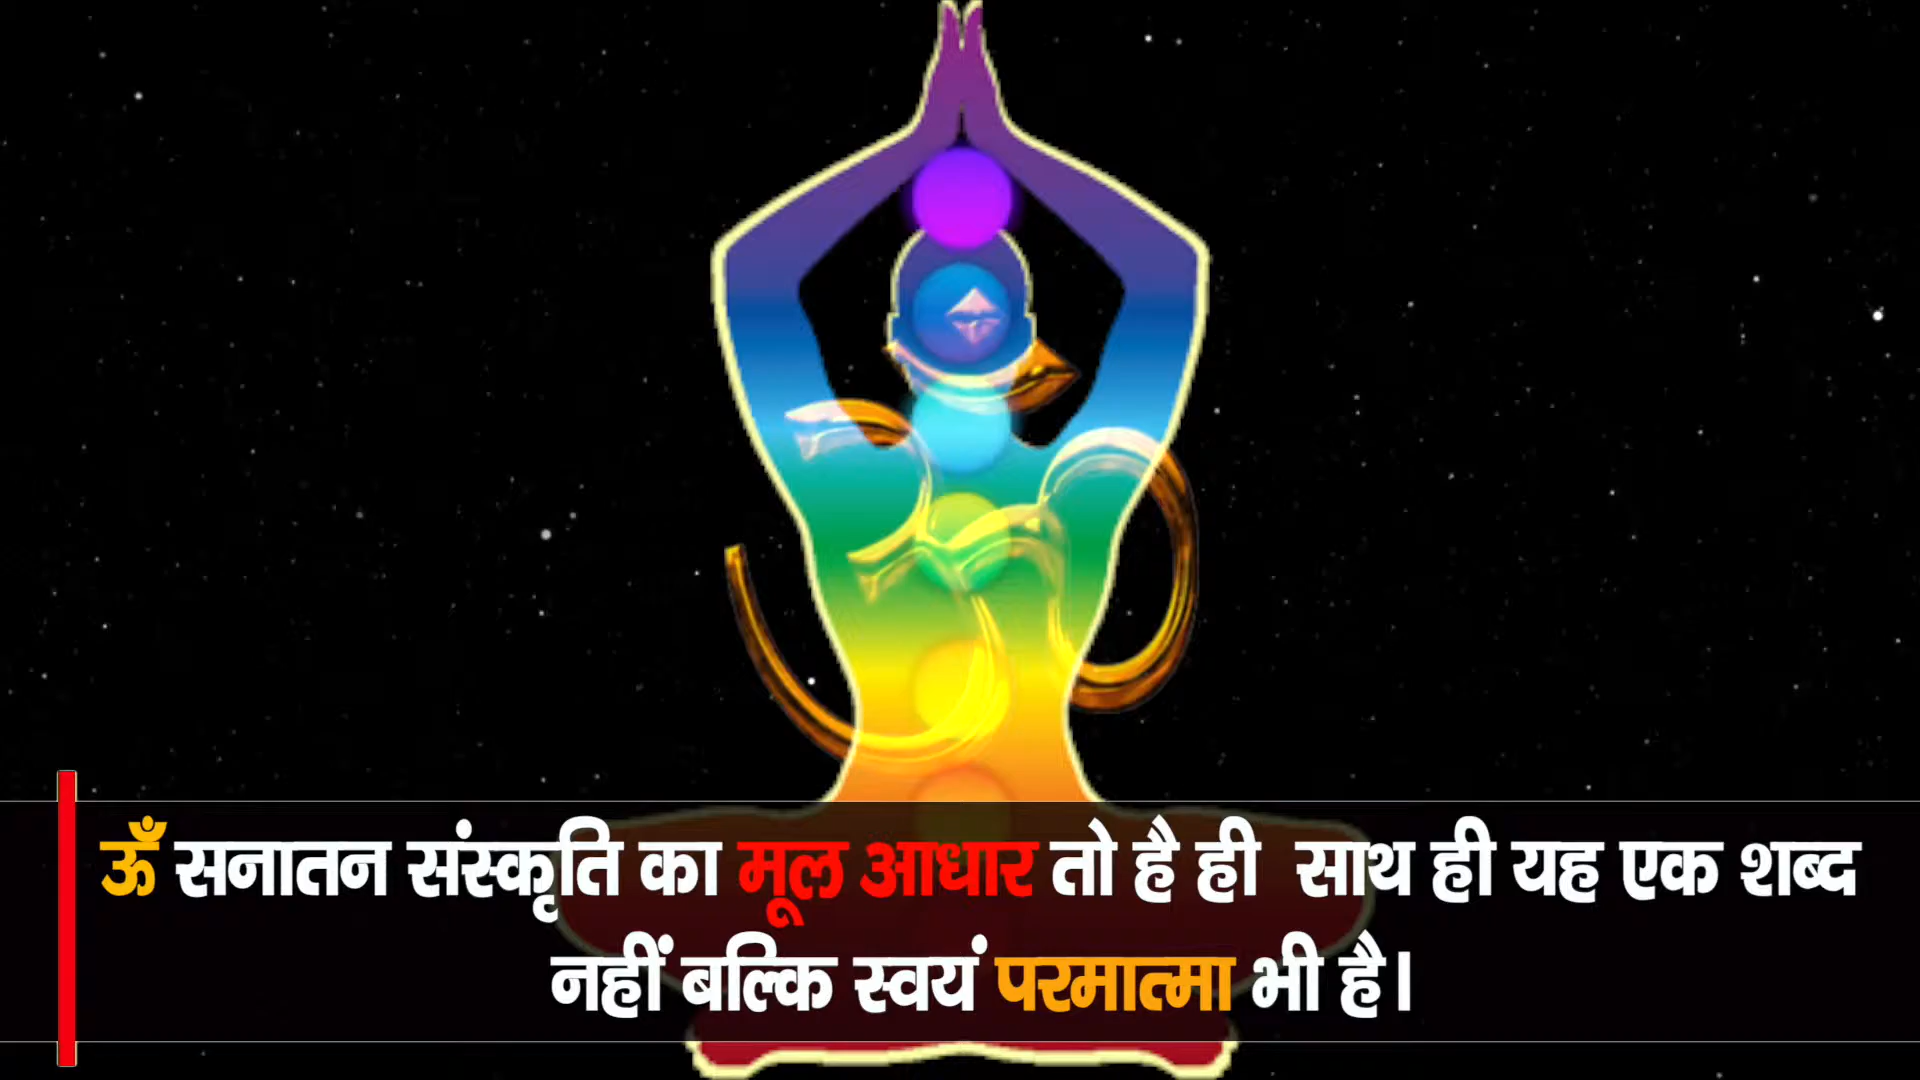 ऊँ सनातन संस्कृति का मूल आधार तो है ही साथ ही यह एक शब्द
नहीं बल्कि स्वयं परमात्मा भी है।